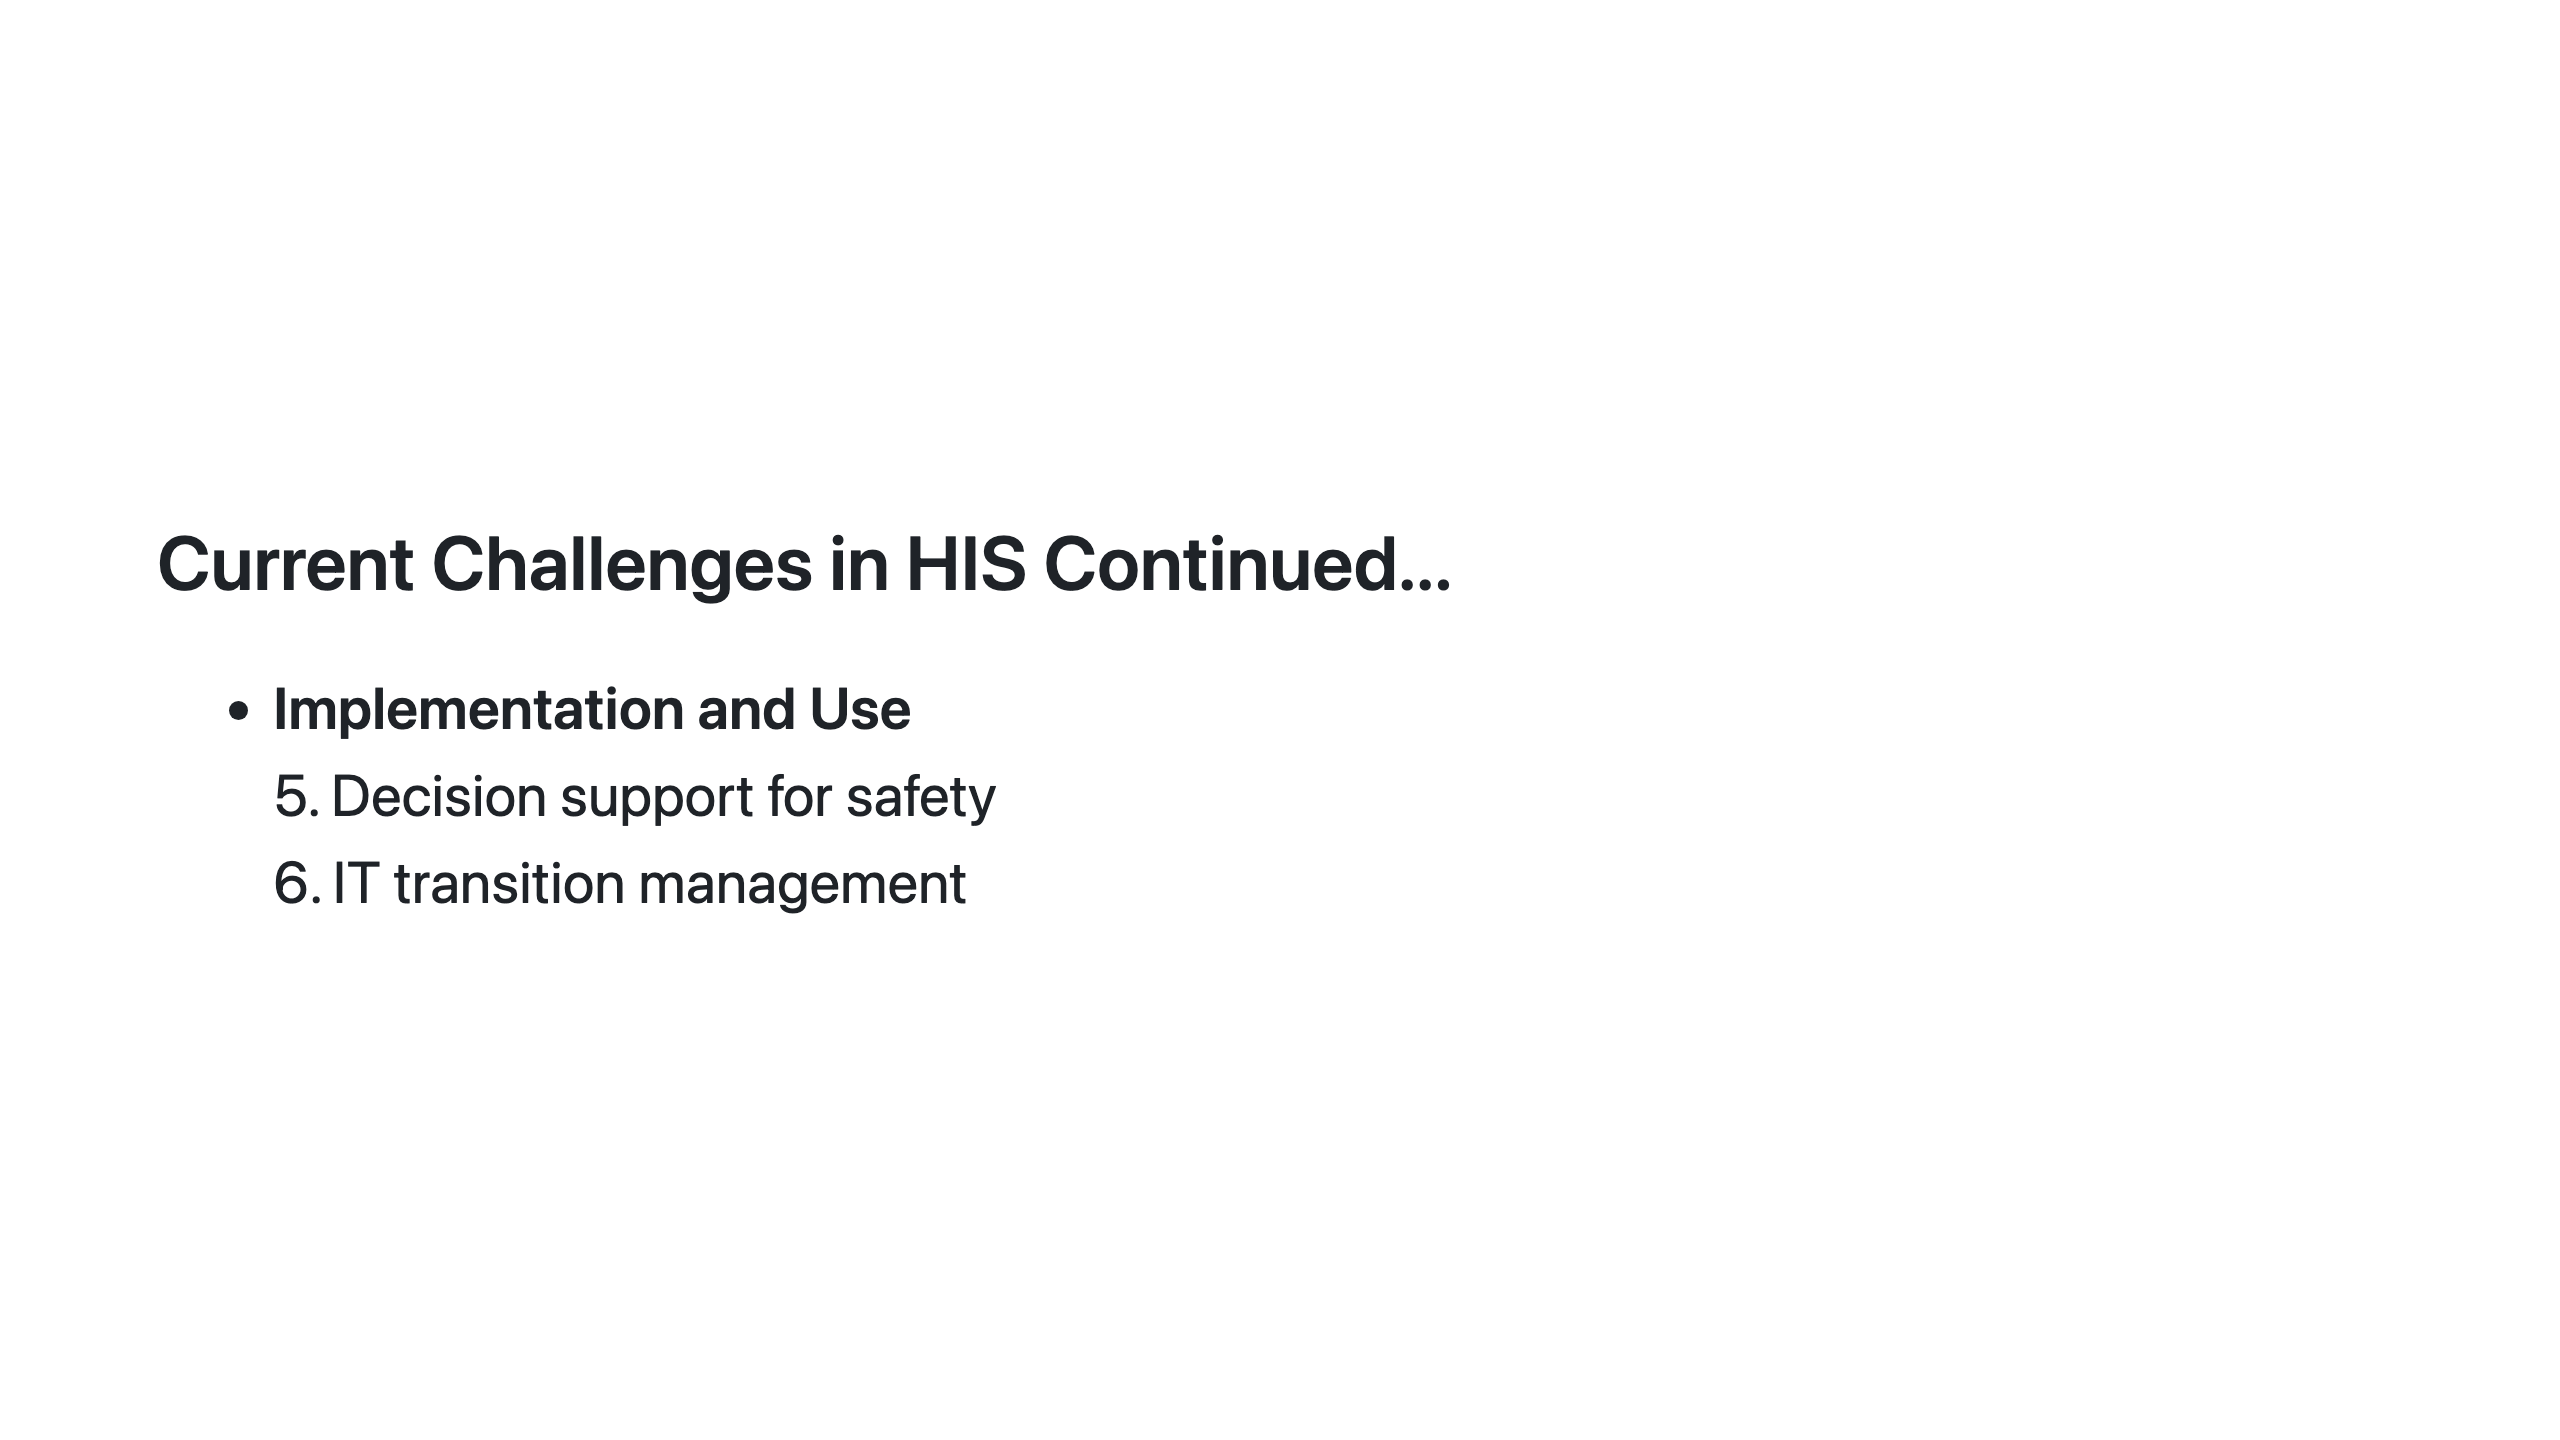 Current Challenges in HIS Continued...
• Implementation and Use
5. Decision support for safety
6. IT transition management